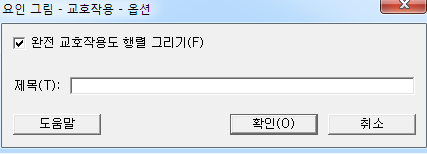 요인 그림 - 교호작용 - 옵션
완전 교호작용도 행렬 그리기(F)
제목(T):
도움말 확인(O) 취소